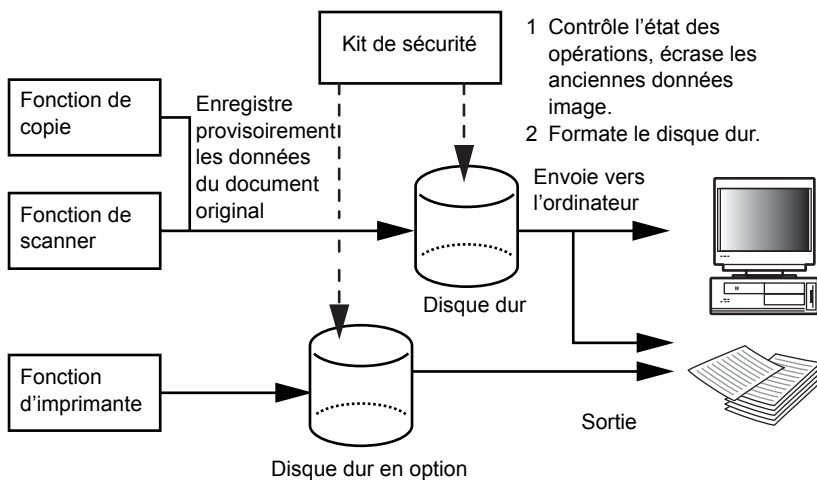 Kit de sécurité
1 Contrôle l'état des
opérations, écrase les
anciennes données
image.
2 Formate le disque dur.
Fonction de
copie
Enregistre
provisoirement
les données
du document
original
Fonction de
scanner
Envoie vers
l'ordinateur
Disque dur
Fonction
d'imprimante
Sortie
Disque dur en option